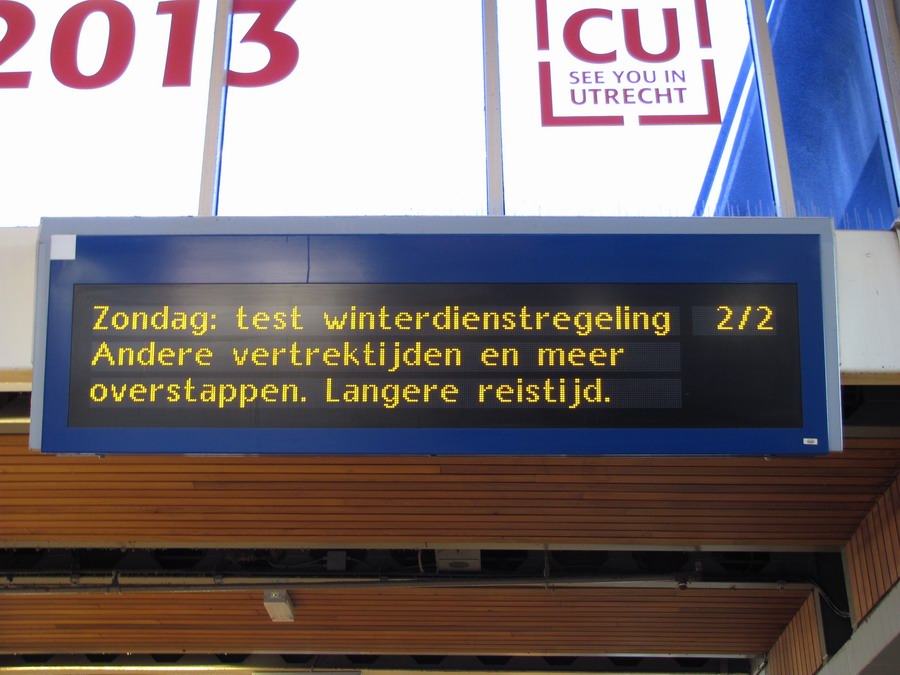 2013
CU
SEE YOU IN
UTRECHT
Zondag: test winterdienstregeling 2/2
Andere vertrektijden en meer
overstappen. Langere reistijd.